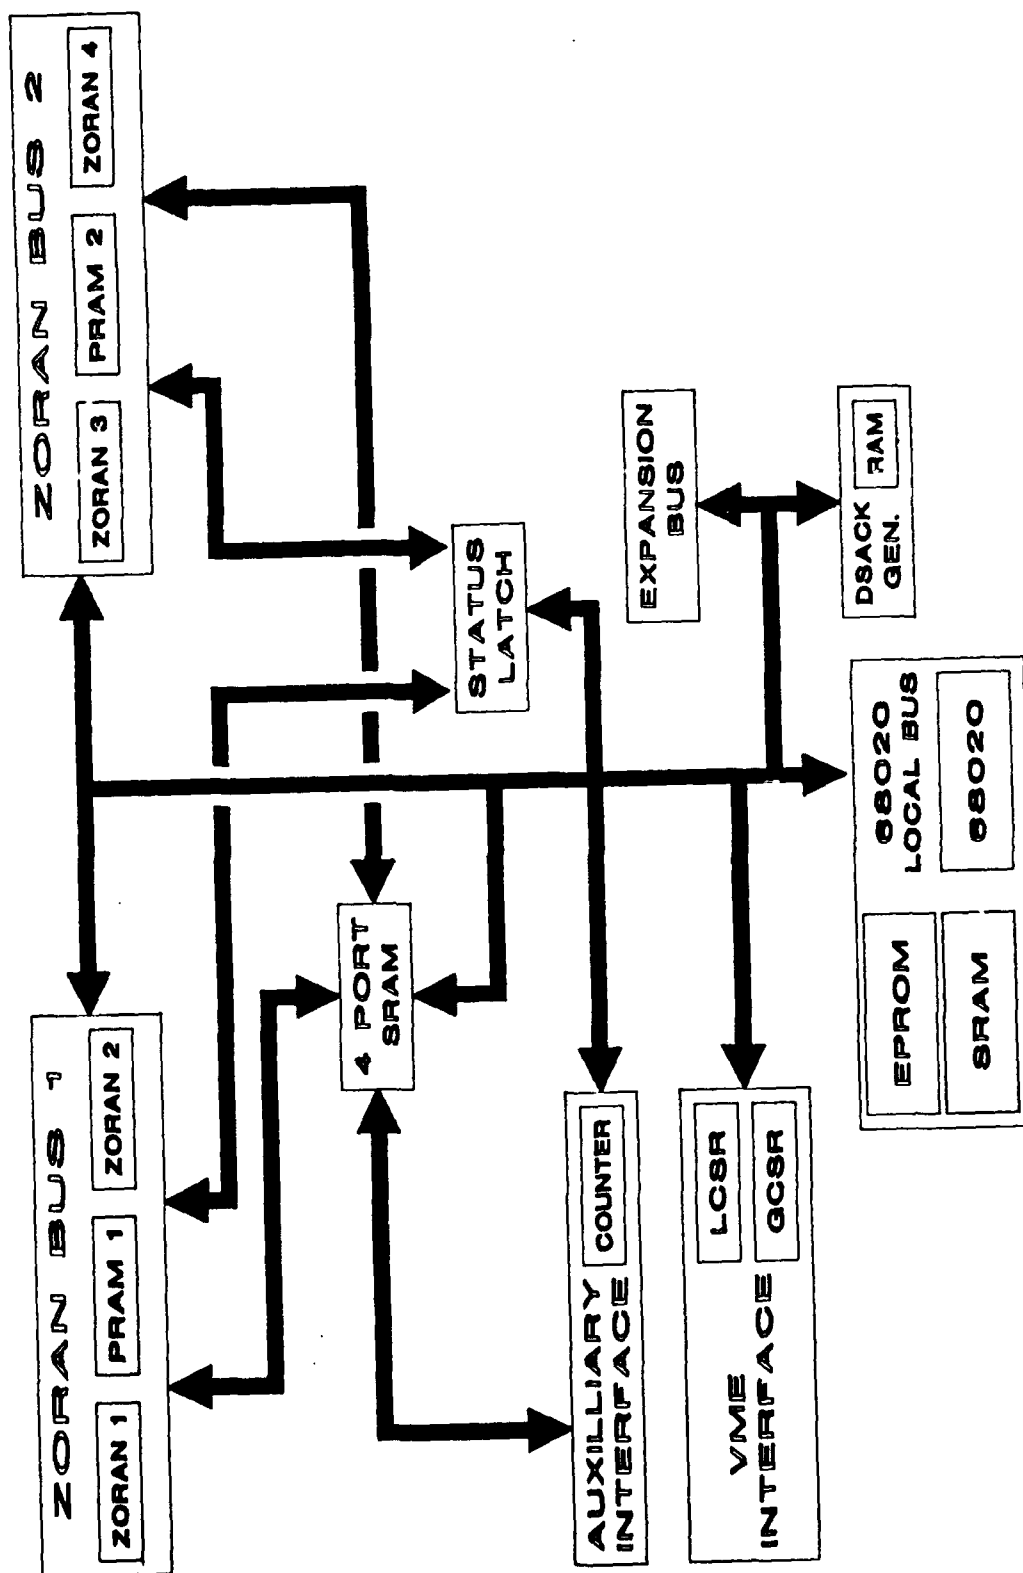 ZORAN BUS 1
ZORAN 1
PRAM 1
ZORAN 2
ZORAN BUS 2
ZORAN 3
PRAM 2
ZORAN 4
4 PORT
SRAM
STATUS
LATCH
AUXILLIARY
INTERFACE
COUNTER
VME
INTERFACE
LCSR
GCSR
EXPANSION
BUS
DSACK
GEN.
RAM
68020
LOCAL BUS
EPROM
SRAM
68020